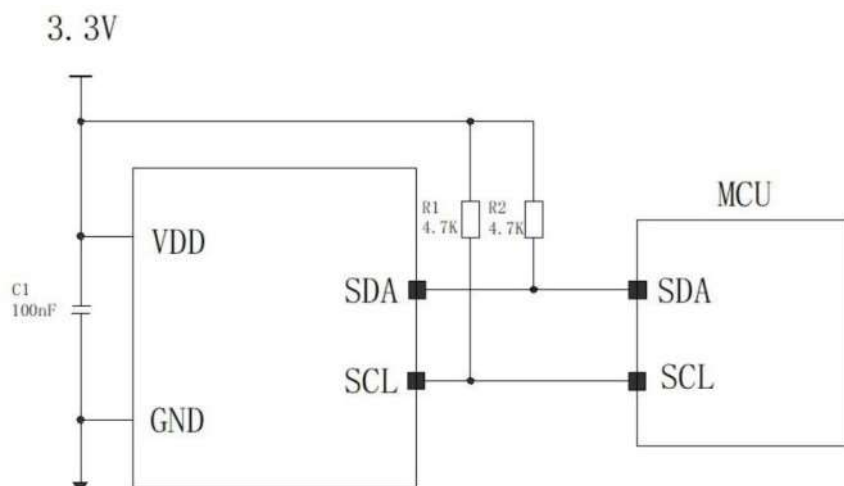 3.3V
MCU
R1
4.7K
R2
4.7K
VDD
SDA
SDA
C1
100nF
SCL
SCL
GND